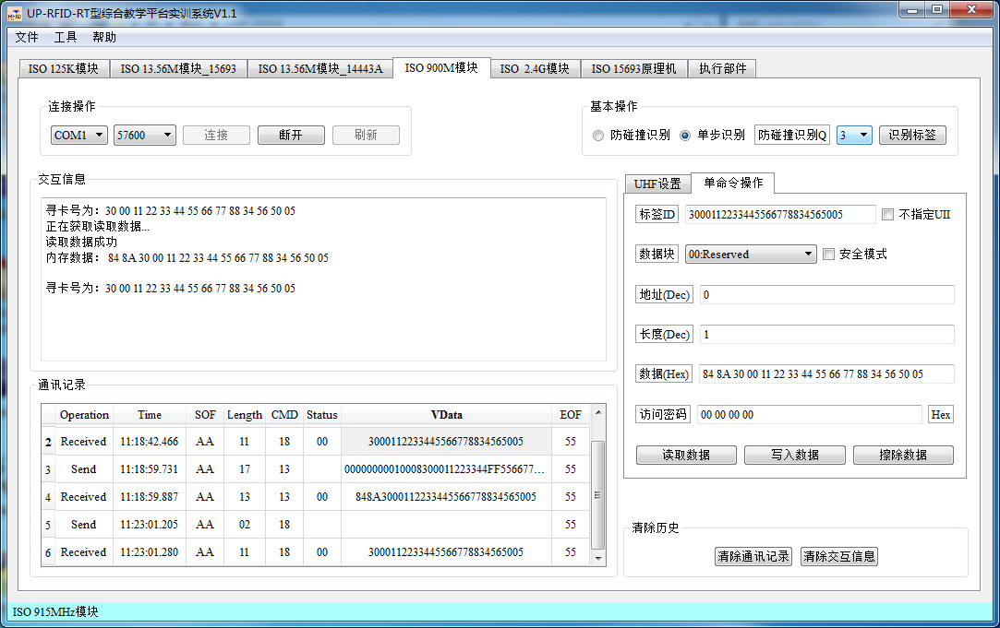 UP-RFID-RT型综合教学平台实训系统V1.1
文件 工具 帮助
ISO 125K模块 ISO 13.56M模块_15693 ISO 13.56M模块_14443A ISO 900M模块 ISO 2.4G模块 ISO 15693原理机 执行部件
连接操作
COM1 57600 连接 断开 刷新
基本操作
防碰撞识别 单步识别 防碰撞识别Q 3 识别标签
交互信息
寻卡号为：30 00 11 22 33 44 55 66 77 88 34 56 50 05
正在获取读取数据...
读取数据成功
内存数据： 84 8A 30 00 11 22 33 44 55 66 77 88 34 56 50 05
寻卡号为：30 00 11 22 33 44 55 66 77 88 34 56 50 05
UHF设置 单命令操作
标签ID 3000112233445566778834565005 不指定UII
数据块 00:Reserved 安全模式
地址(Dec) 0
长度(Dec) 1
数据(Hex) 84 8A 30 00 11 22 33 44 55 66 77 88 34 56 50 05
访问密码 00 00 00 00 Hex
读取数据 写入数据 擦除数据
通讯记录
Operation Time SOF Length CMD Status VData EOF
2 Received 11:18:42.466 AA 11 18 00 3000112233445566778834565005 55
3 Send 11:18:59.731 AA 17 13 00000000010008300011223344FF556677... 55
4 Received 11:18:59.887 AA 13 13 00 848A3000112233445566778834565005 55
5 Send 11:23:01.205 AA 02 18 55
6 Received 11:23:01.280 AA 11 18 00 3000112233445566778834565005 55
清除历史
清除通讯记录 清除交互信息
ISO 915MHz模块